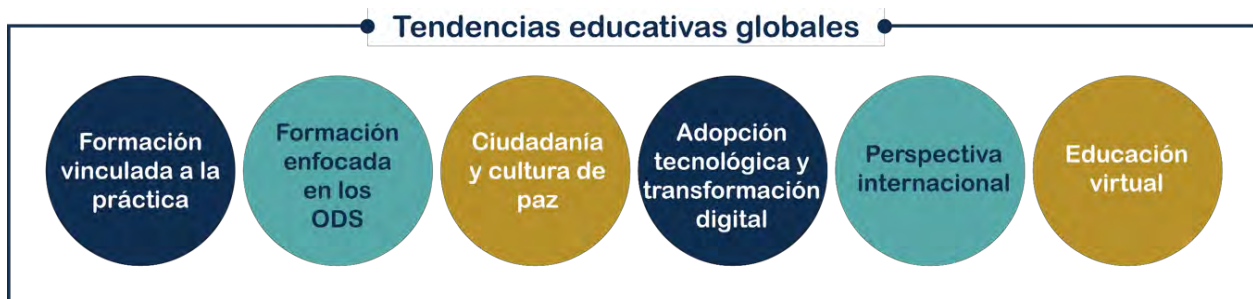 Tendencias educativas globales
Formación
vinculada a la
práctica
Formación
enfocada
en los
ODS
Ciudadanía
y cultura de
paz
Adopción
tecnológica y
transformación
digital
Perspectiva
internacional
Educación
virtual